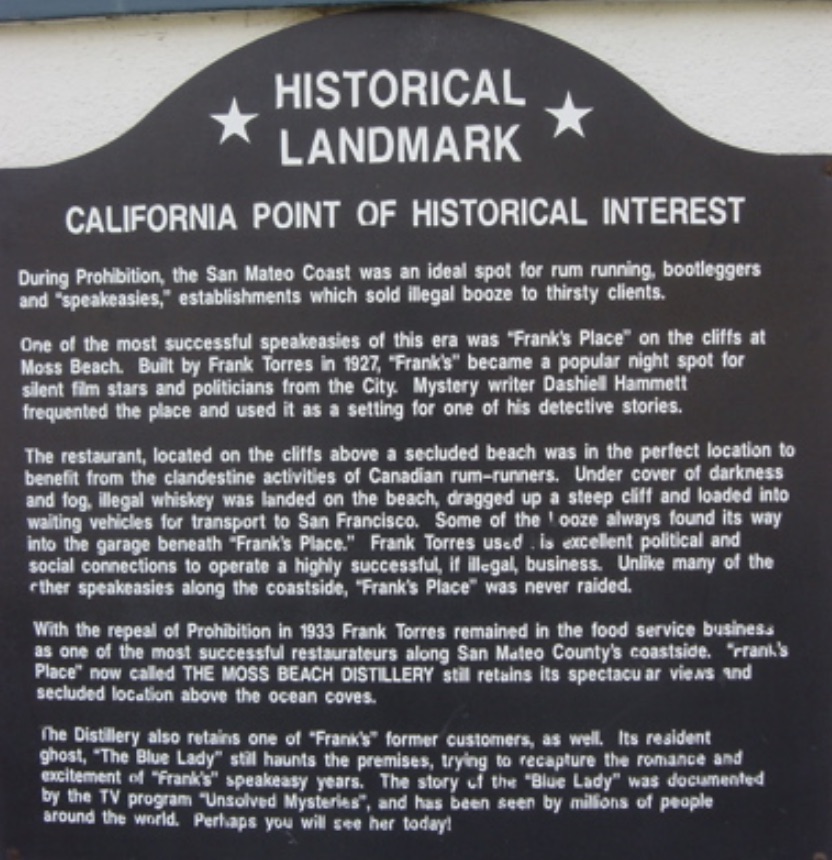 HISTORICAL
LANDMARK
CALIFORNIA POINT OF HISTORICAL INTEREST
During Prohibition, the San Mateo Coast was an ideal spot for rum running, bootleggers
and "speakeasies," establishments which sold illegal booze to thirsty clients.
One of the most successful speakeasies of this era was "Frank's Place" on the cliffs at
Moss Beach. Built by Frank Torres in 1927, "Frank's" became a popular night spot for
silent film stars and politicians from the City. Mystery writer Dashiell Hammett
frequented the place and used it as a setting for one of his detective stories.
The restaurant, located on the cliffs above a secluded beach was in the perfect location to
benefit from the clandestine activities of Canadian rum-runners. Under cover of darkness
and fog, illegal whiskey was landed on the beach, dragged up a steep cliff and loaded into
waiting vehicles for transport to San Francisco. Some of the booze always found its way
into the garage beneath "Frank's Place." Frank Torres used his excellent political and
social connections to operate a highly successful, if illegal, business. Unlike many of the
other speakeasies along the coastside, "Frank's Place" was never raided.
With the repeal of Prohibition in 1933 Frank Torres remained in the food service business
as one of the most successful restaurateurs along San Mateo County's coastside. "Frank's
Place" now called THE MOSS BEACH DISTILLERY still retains its spectacular views and
secluded location above the ocean coves.
The Distillery also retains one of "Frank's" former customers, as well. Its resident
ghost, "The Blue Lady" still haunts the premises, trying to recapture the romance and
excitement of "Frank's" speakeasy years. The story of the "Blue Lady" was documented
by the TV program "Unsolved Mysteries", and has been seen by millions of people
around the world. Perhaps you will see her today!